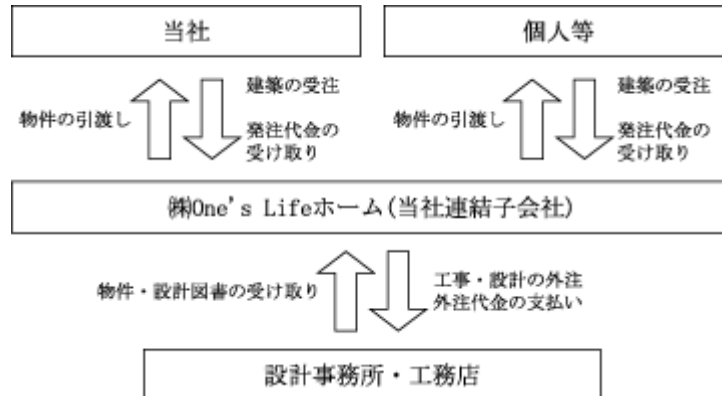 当社
個人等
物件の引渡し
建築の受注
発注代金の
受け取り
物件の引渡し
建築の受注
発注代金の
受け取り
㈱One's Lifeホーム(当社連結子会社)
物件・設計図書の受け取り
工事・設計の外注
外注代金の支払い
設計事務所・工務店